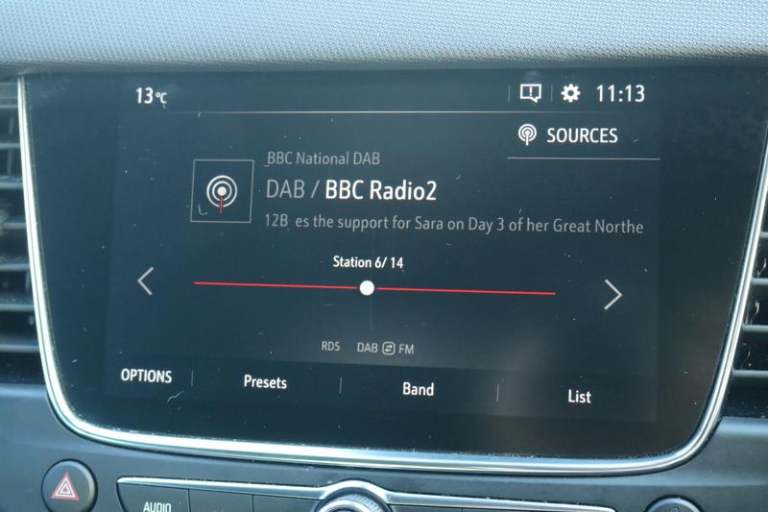 13°C
11:13
SOURCES
BBC National DAB
DAB / BBC Radio2
12B es the support for Sara on Day 3 of her Great Northe
Station 6/ 14
RDS DAB FM
OPTIONS Presets Band List
AUDIO